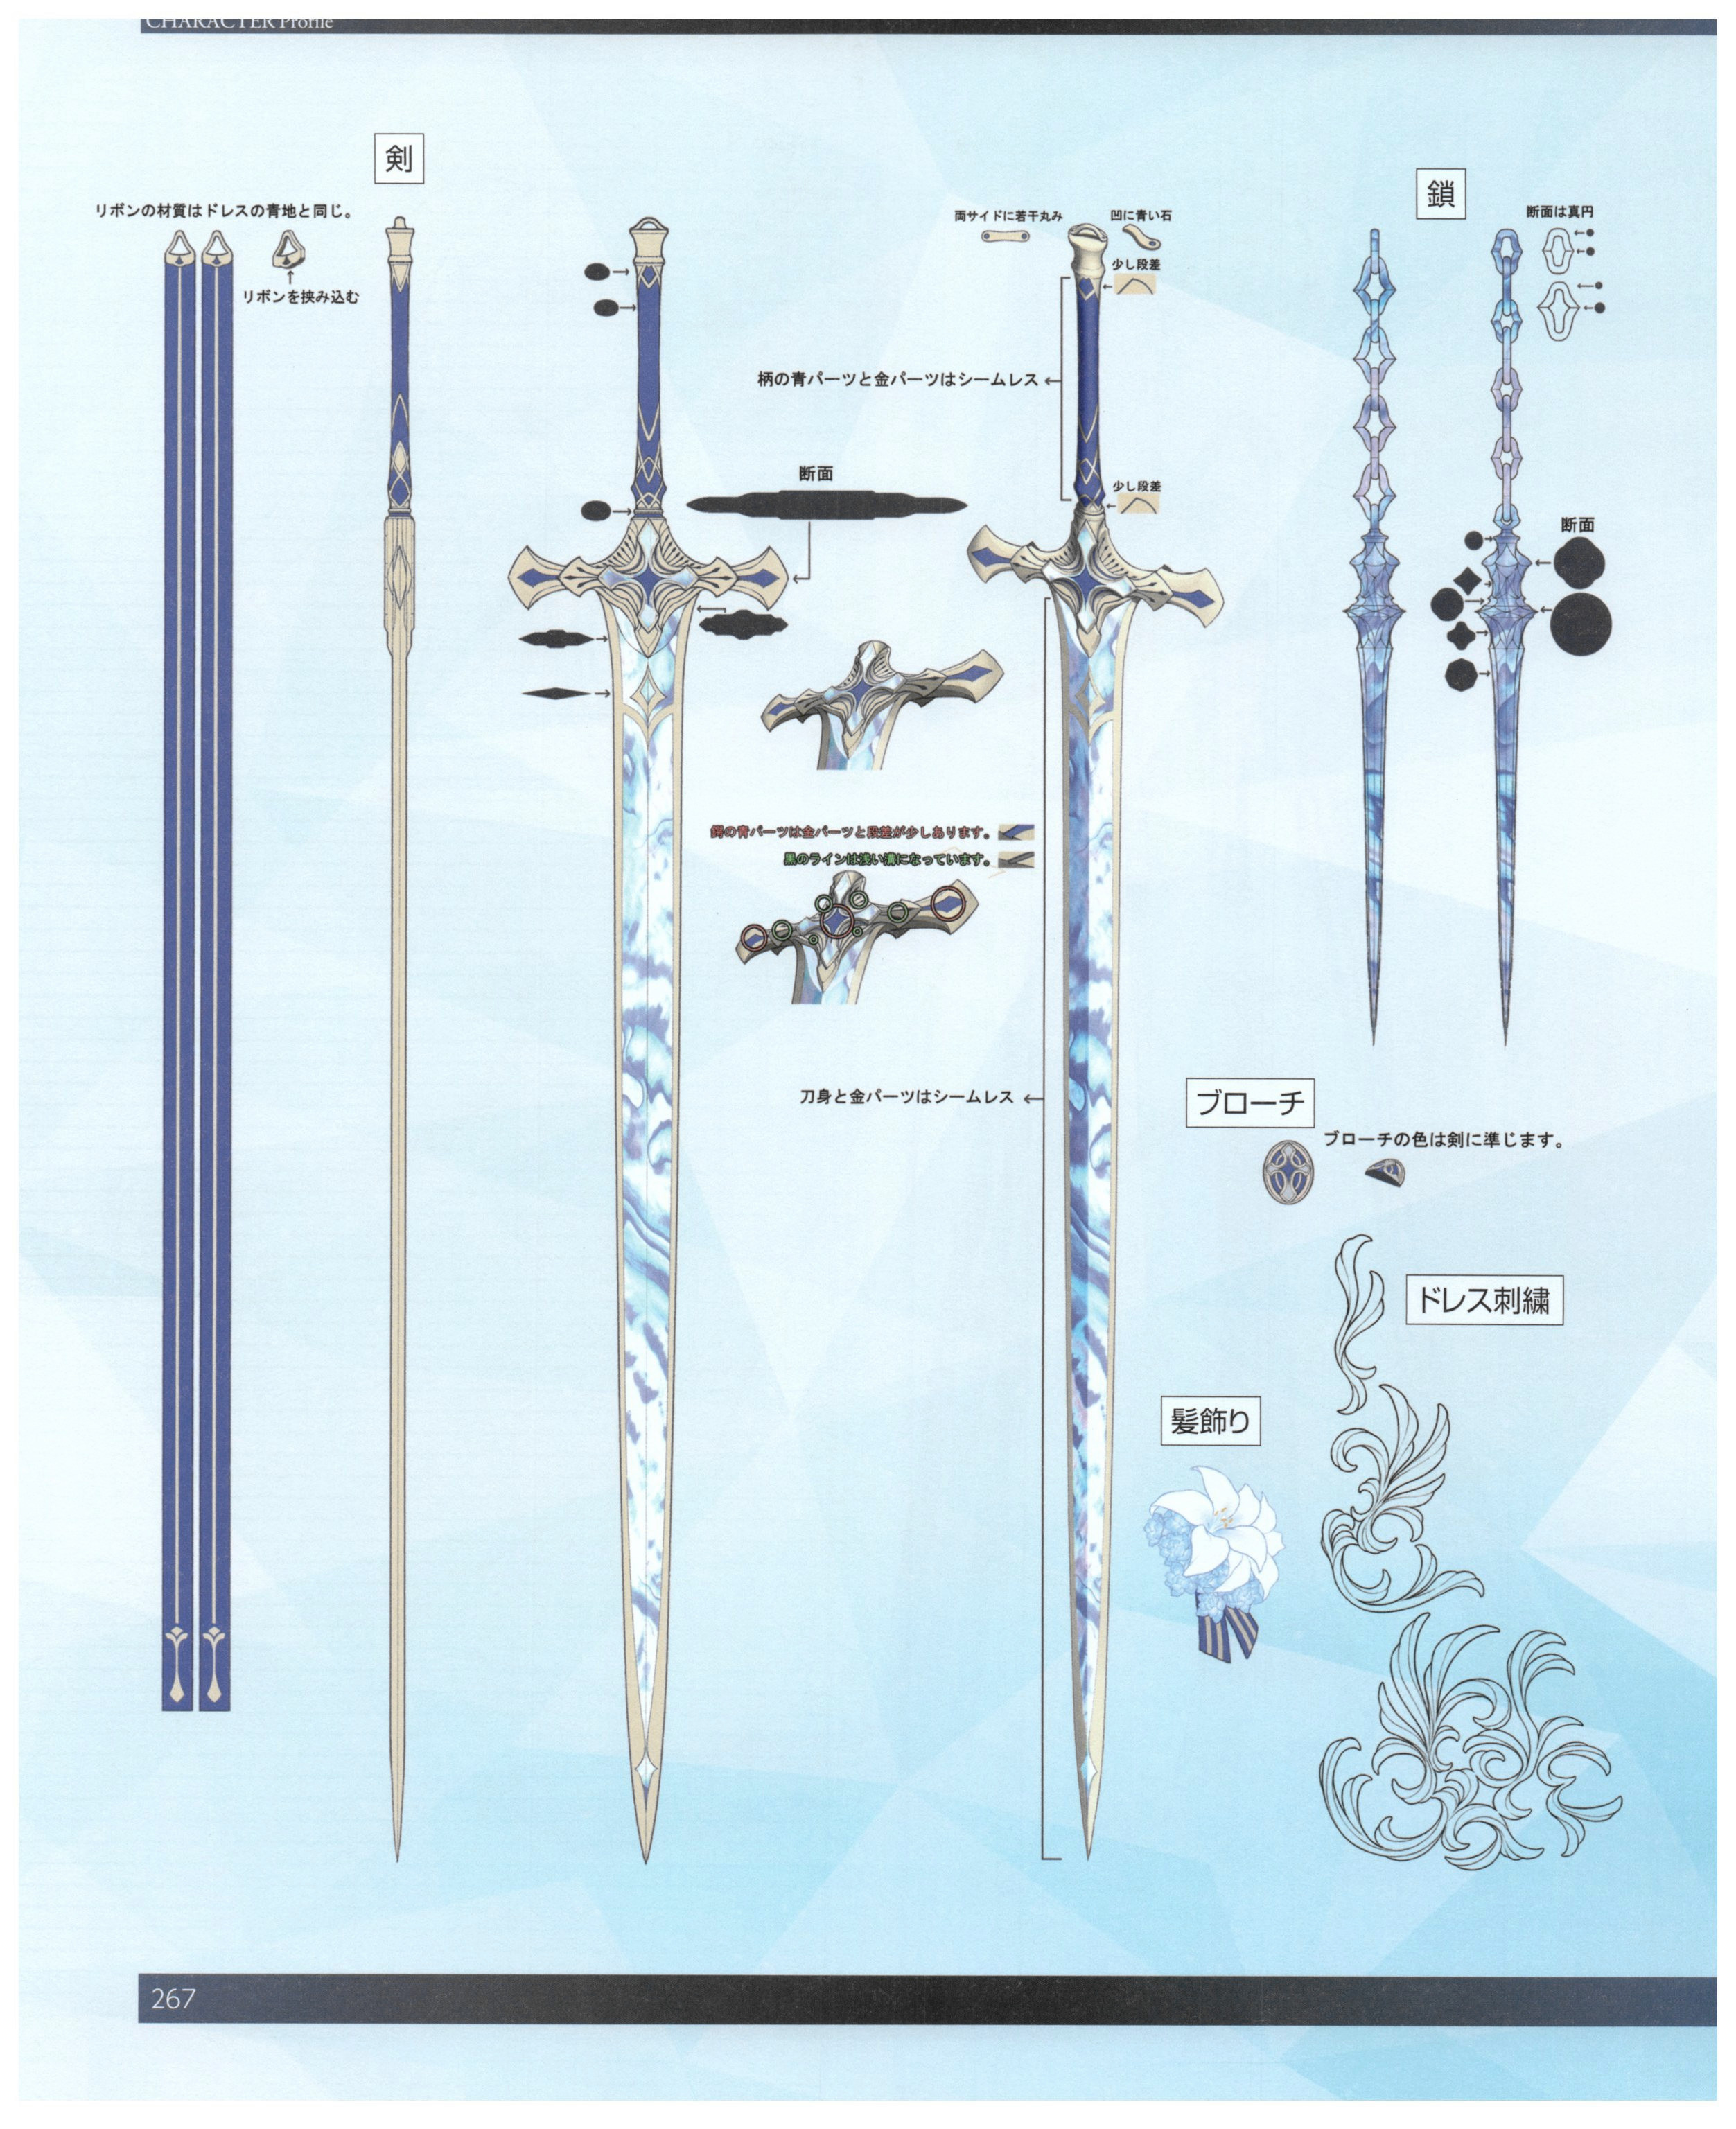 CHARACTER Profile
剣
リボンの材質はドレスの青地と同じ。
リボンを挟み込む
両サイドに若干丸み
凹に青い石
少し段差
柄の青パーツと金パーツはシームレス
断面
少し段差
鍔の青パーツは金パーツと段差が少しあります。
黒のラインは浅い溝になっています。
刀身と金パーツはシームレス
鎖
断面は真円
断面
ブローチ
ブローチの色は剣に準じます。
ドレス刺繍
髪飾り
267